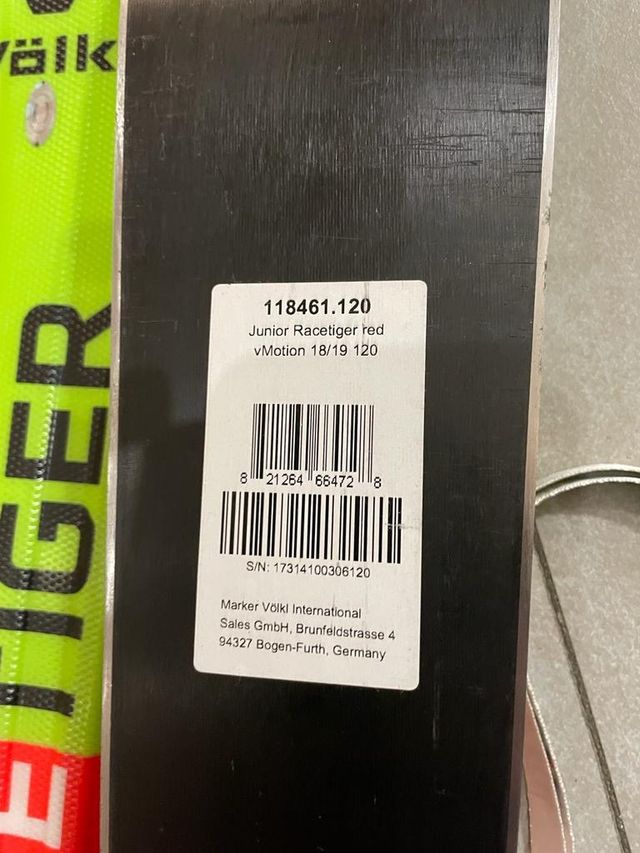 völk
TIGER
E
118461.120
Junior Racetiger red
vMotion 18/19 120
8 21264 66472 8
S/N: 17314100306120
Marker Völkl International
Sales GmbH, Brunfeldstrasse 4
94327 Bogen-Furth, Germany